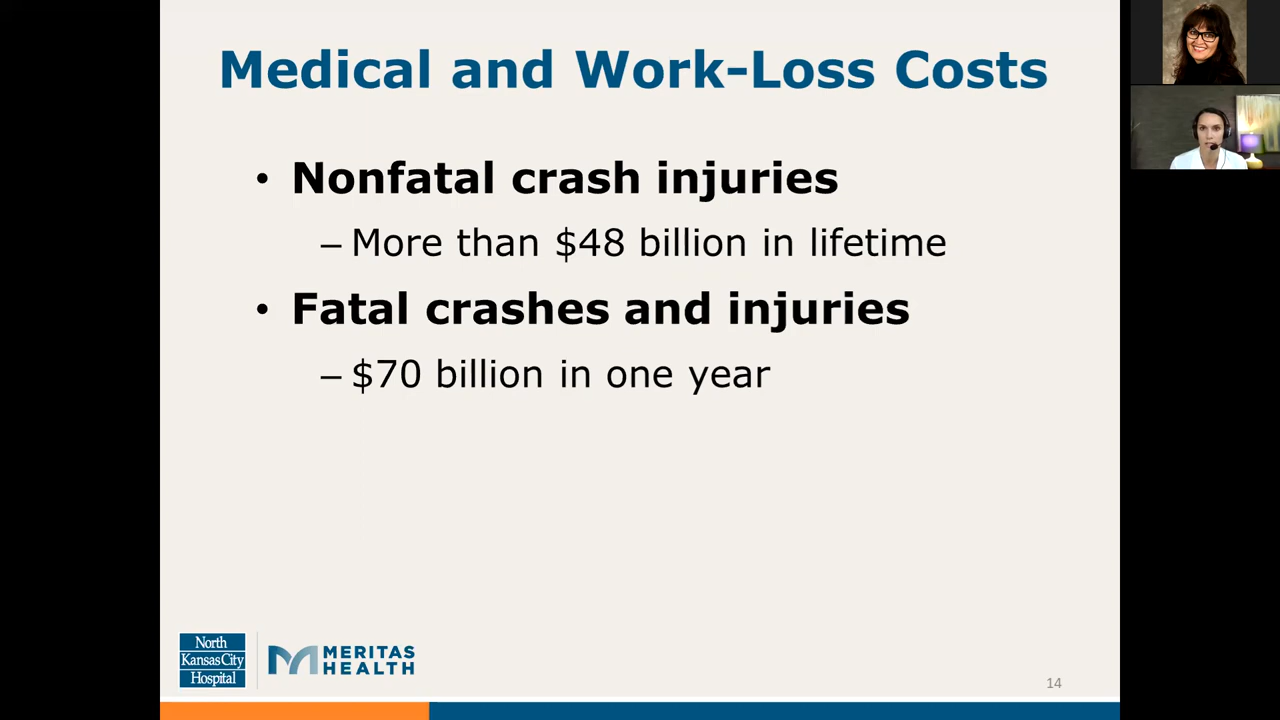 Medical and Work-Loss Costs
• Nonfatal crash injuries
– More than $48 billion in lifetime
• Fatal crashes and injuries
– $70 billion in one year
North
Kansas City
Hospital
MERITAS
HEALTH
14